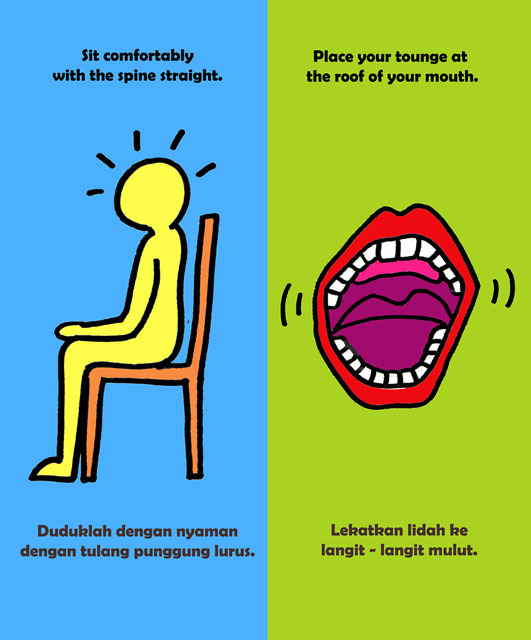 Sit comfortably
with the spine straight.
Duduklah dengan nyaman
dengan tulang punggung lurus.
Place your tounge at
the roof of your mouth.
Lekatkan lidah ke
langit - langit mulut.